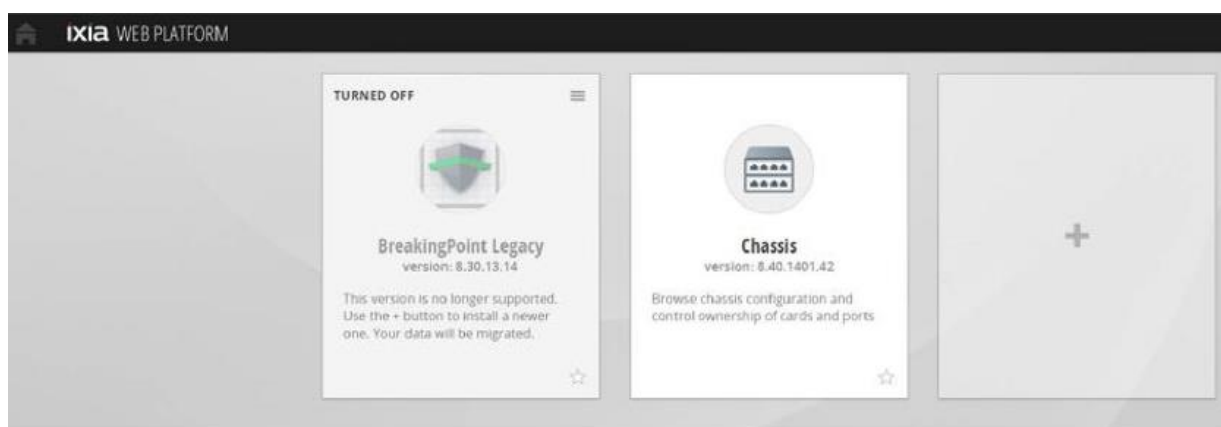 ixia WEB PLATFORM
TURNED OFF
BreakingPoint Legacy
version: 8.30.13.14
This version is no longer supported.
Use the + button to install a newer
one. Your data will be migrated.
Chassis
version: 8.40.1401.42
Browse chassis configuration and
control ownership of cards and ports
+